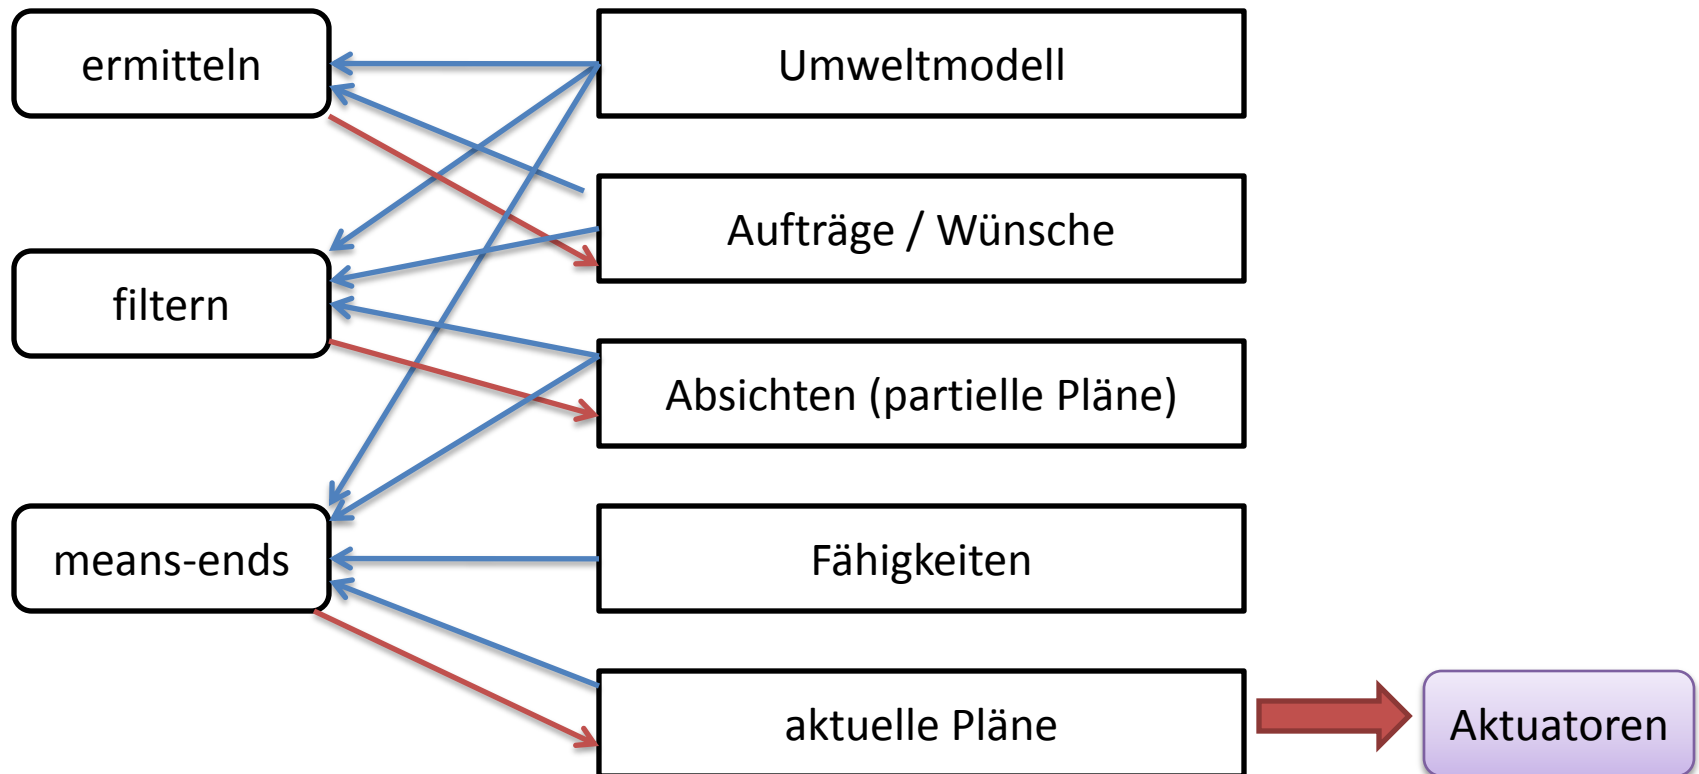 ermitteln
Umweltmodell
Aufträge / Wünsche
filtern
Absichten (partielle Pläne)
means-ends
Fähigkeiten
aktuelle Pläne
Aktuatoren